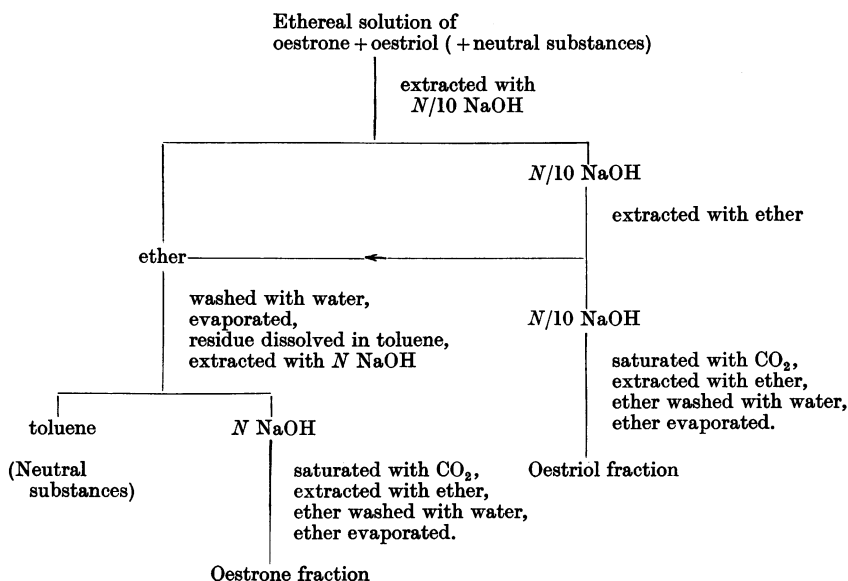 Ethereal solution of
oestrone + oestriol ( + neutral substances)
extracted with
N/10 NaOH
N/10 NaOH
extracted with ether
ether
washed with water,
evaporated,
residue dissolved in toluene,
extracted with N NaOH
N/10 NaOH
saturated with CO₂,
extracted with ether,
ether washed with water,
ether evaporated.
toluene
N NaOH
(Neutral
substances)
saturated with CO₂,
extracted with ether,
ether washed with water,
ether evaporated.
Oestriol fraction
Oestrone fraction